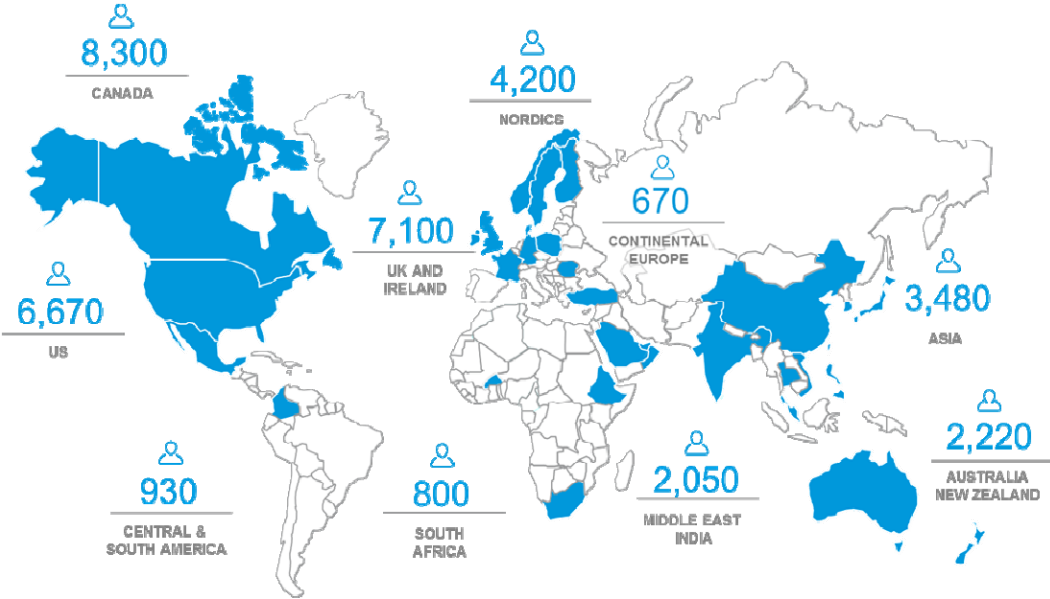 8,300
CANADA
4,200
NORDICS
670
CONTINENTAL
EUROPE
7,100
UK AND
IRELAND
6,670
US
3,480
ASIA
2,220
AUSTRALIA
NEW ZEALAND
930
CENTRAL &
SOUTH AMERICA
800
SOUTH
AFRICA
2,050
MIDDLE EAST
INDIA